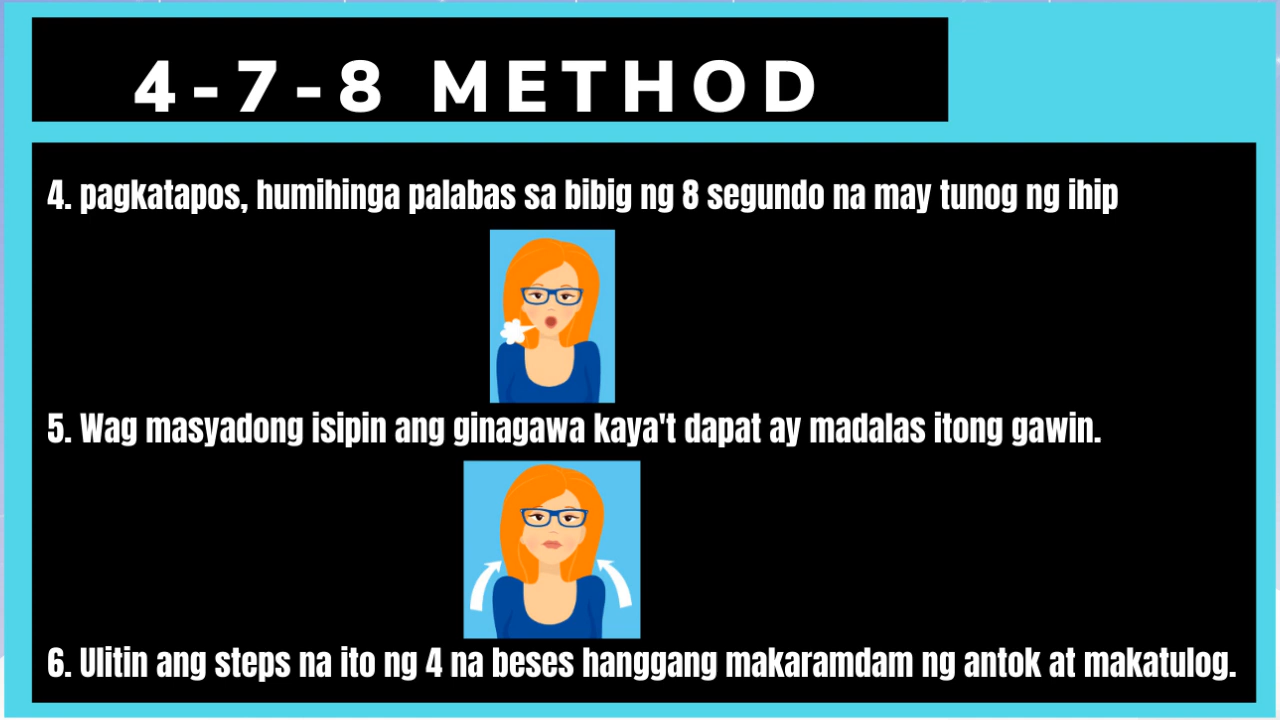 4-7-8 METHOD
4. pagkatapos, humihinga palabas sa bibig ng 8 segundo na may tunog ng ihip
5. Wag masyadong isipin ang ginagawa kaya't dapat ay madalas itong gawin.
6. Ulitin ang steps na ito ng 4 na beses hanggang makaramdam ng antok at makatulog.